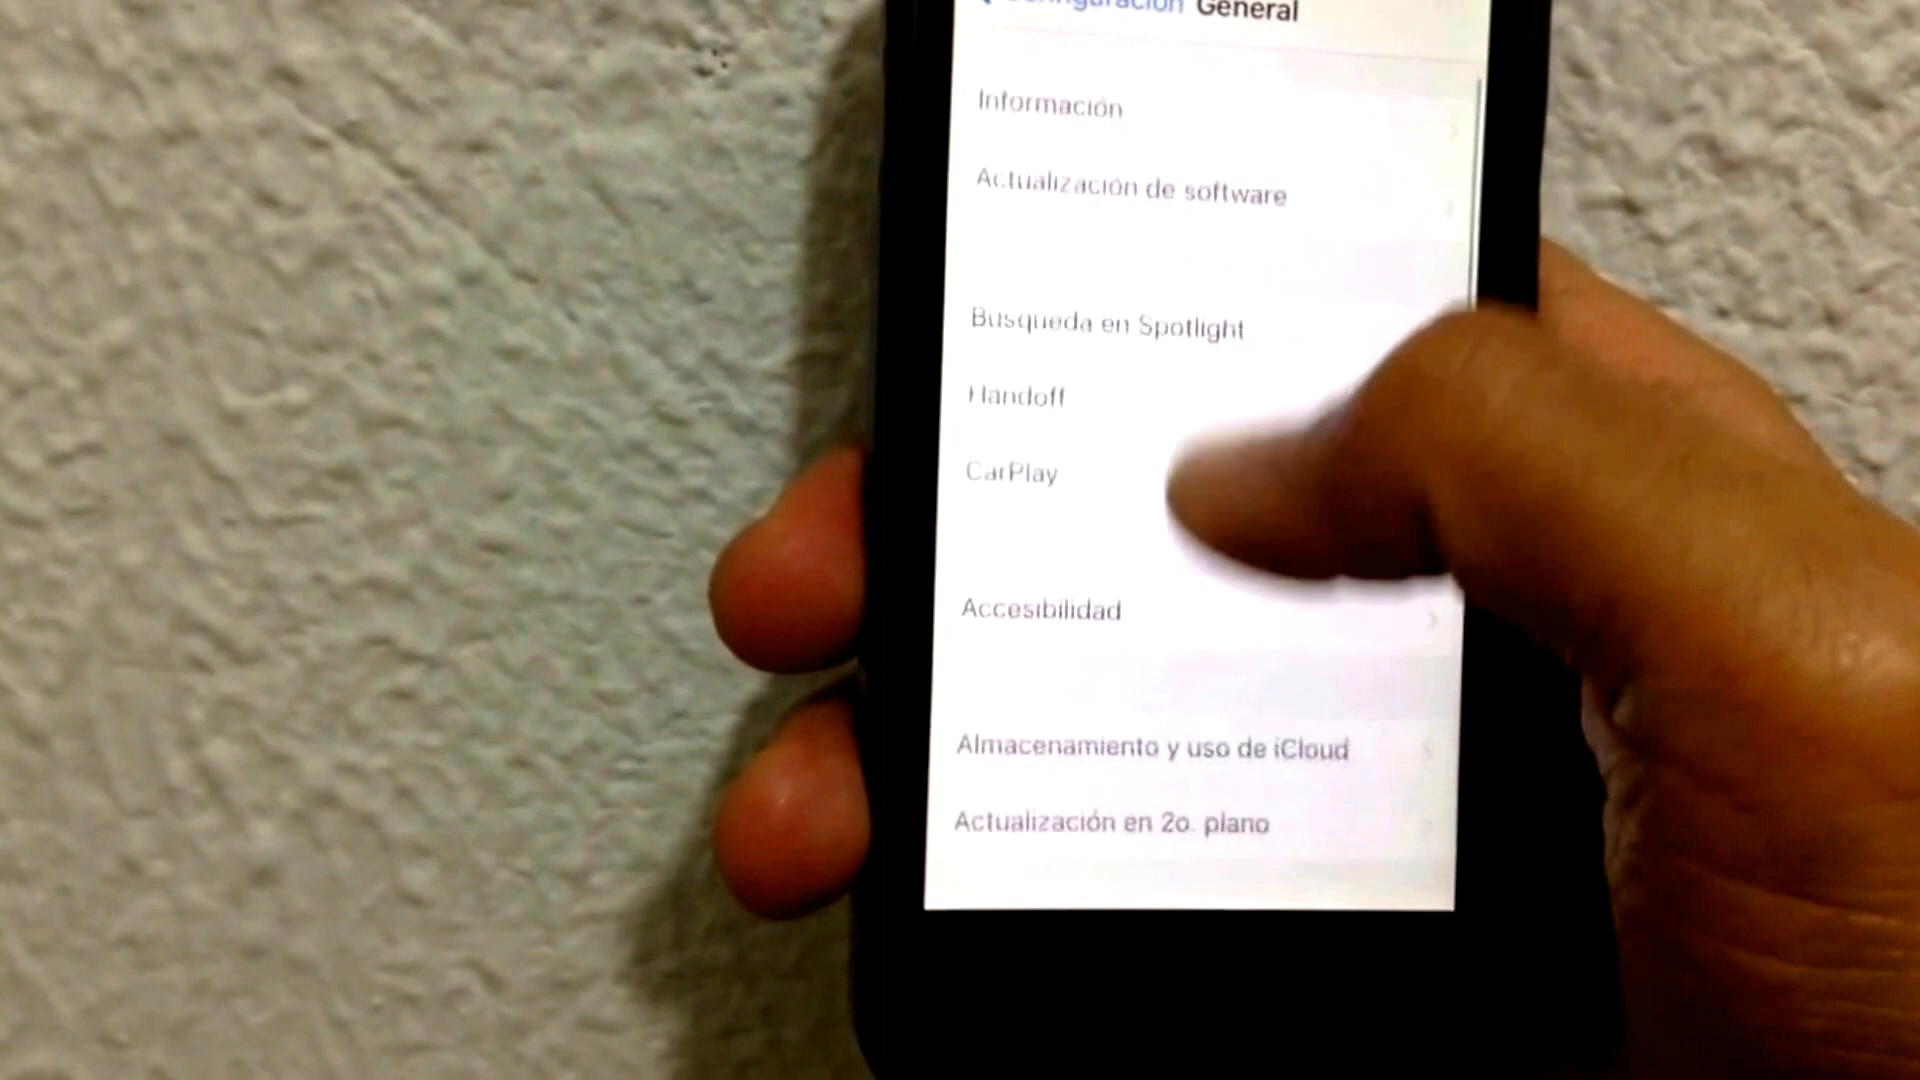 Configuración General
Información
Actualización de software
Busqueda en Spotlight
Handoff
CarPlay
Accesibilidad
Almacenamiento y uso de iCloud
Actualización en 2o. plano